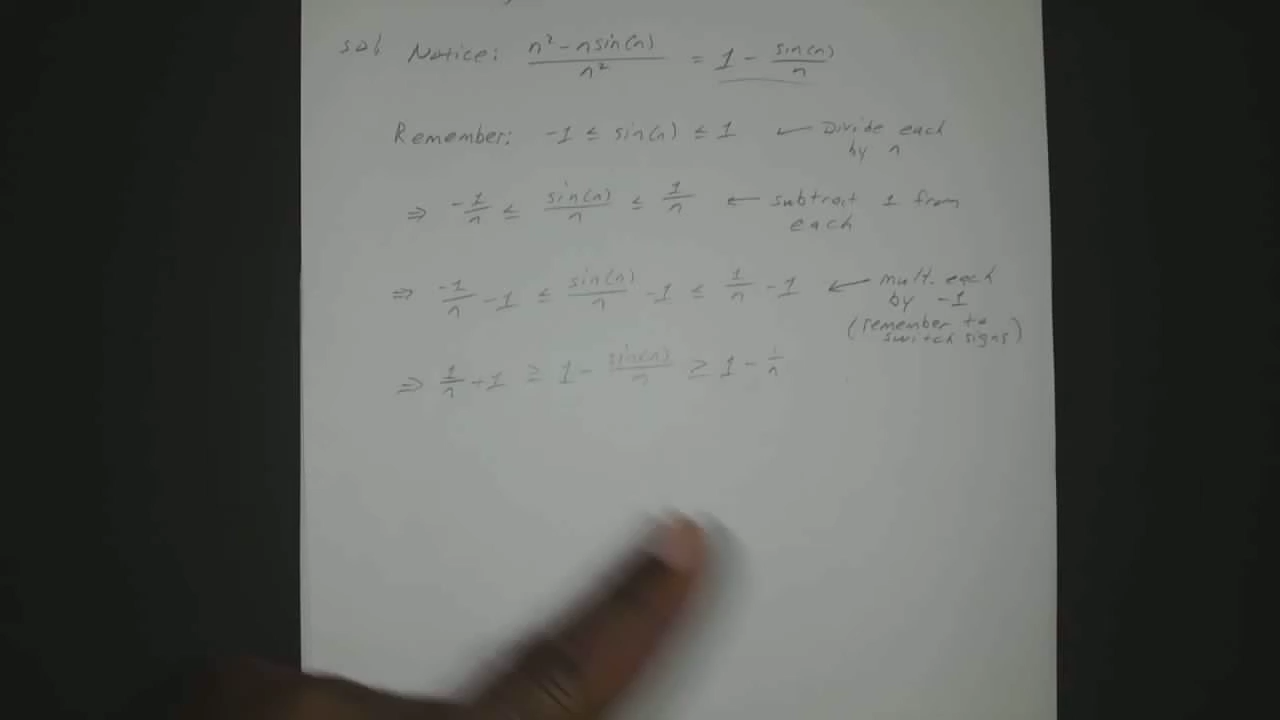 sol Notice: n² - n sin(n) / n² = 1 - sin(n)/n
Remember: -1 ≤ sin(n) ≤ 1 ← Divide each
by n
⇒ -1/n ≤ sin(n)/n ≤ 1/n ← subtract 1 from
each
⇒ -1/n - 1 ≤ sin(n)/n - 1 ≤ 1/n - 1 ← mult. each
by -1
(remember to
switch signs)
⇒ 1/n + 1 ≥ 1 - sin(n)/n ≥ 1 - 1/n